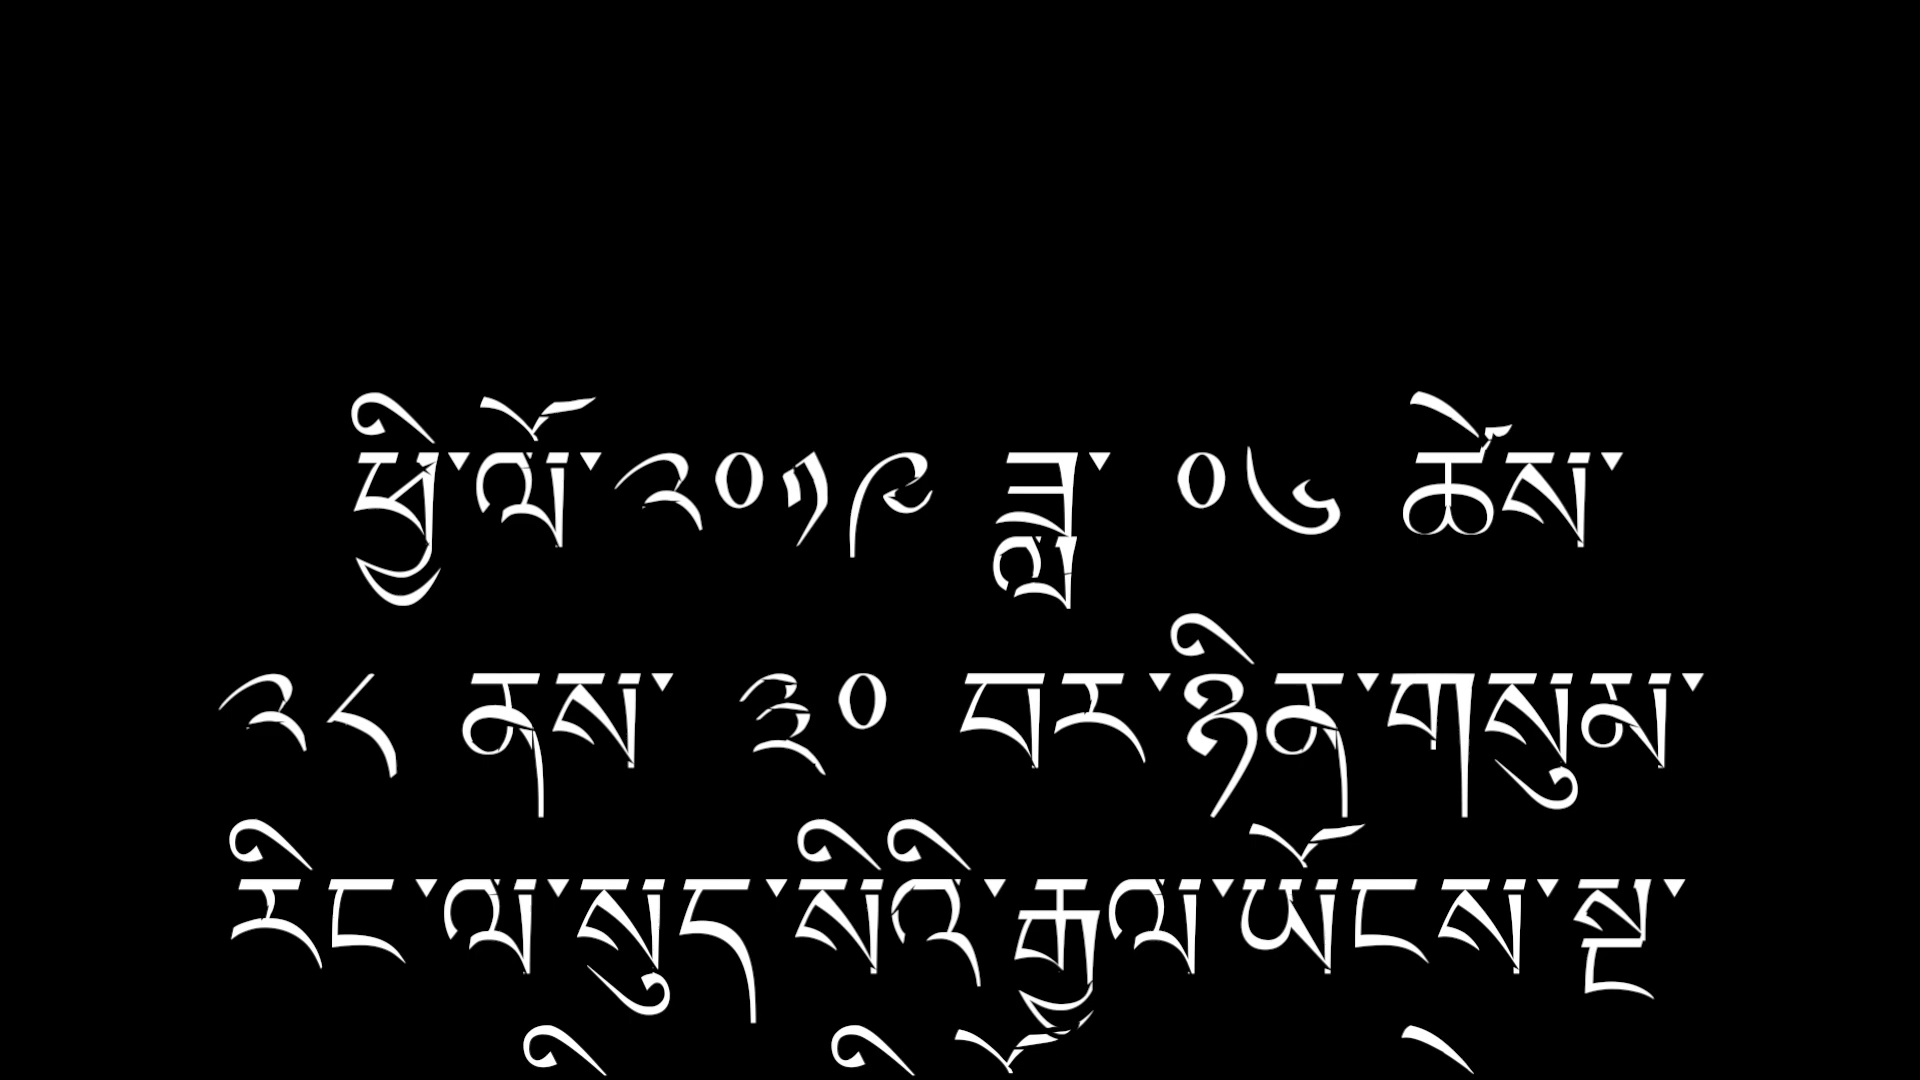 ཕྱི་ལོ་༢༠༡༩ ཟླ་ ༠༦ ཚེས་
༢༨ ནས་ ༣༠ བར་ཉིན་གསུམ་
རིང་ལ་སུད་སིའི་རྒྱལ་ཡོངས་སྔ་